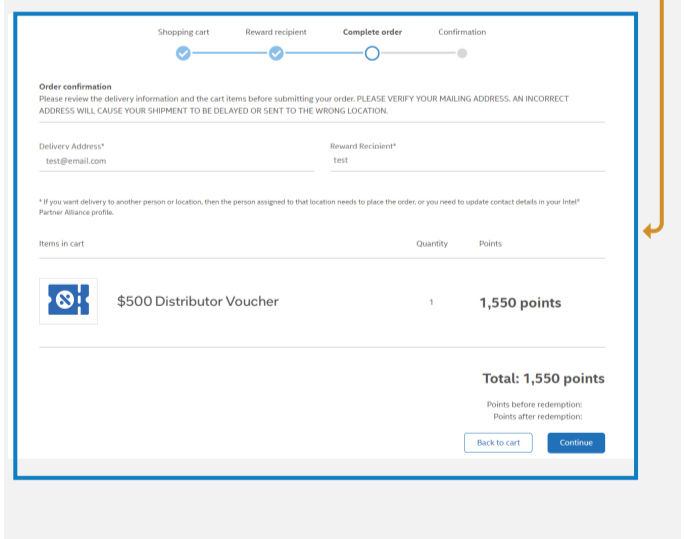 Shopping cart Reward recipient Complete order Confirmation
Order confirmation
Please review the delivery information and the cart items before submitting your order. PLEASE VERIFY YOUR MAILING ADDRESS. AN INCORRECT
ADDRESS WILL CAUSE YOUR SHIPMENT TO BE DELAYED OR SENT TO THE WRONG LOCATION.
Delivery Address* Reward Recipient*
test@email.com test
* If you want delivery to another person or location, then the person assigned to that location needs to place the order, or you need to update contact details in your Intel®
Partner Alliance profile.
Items in cart Quantity Points
$500 Distributor Voucher 1 1,550 points
Total: 1,550 points
Points before redemption:
Points after redemption:
Back to cart Continue